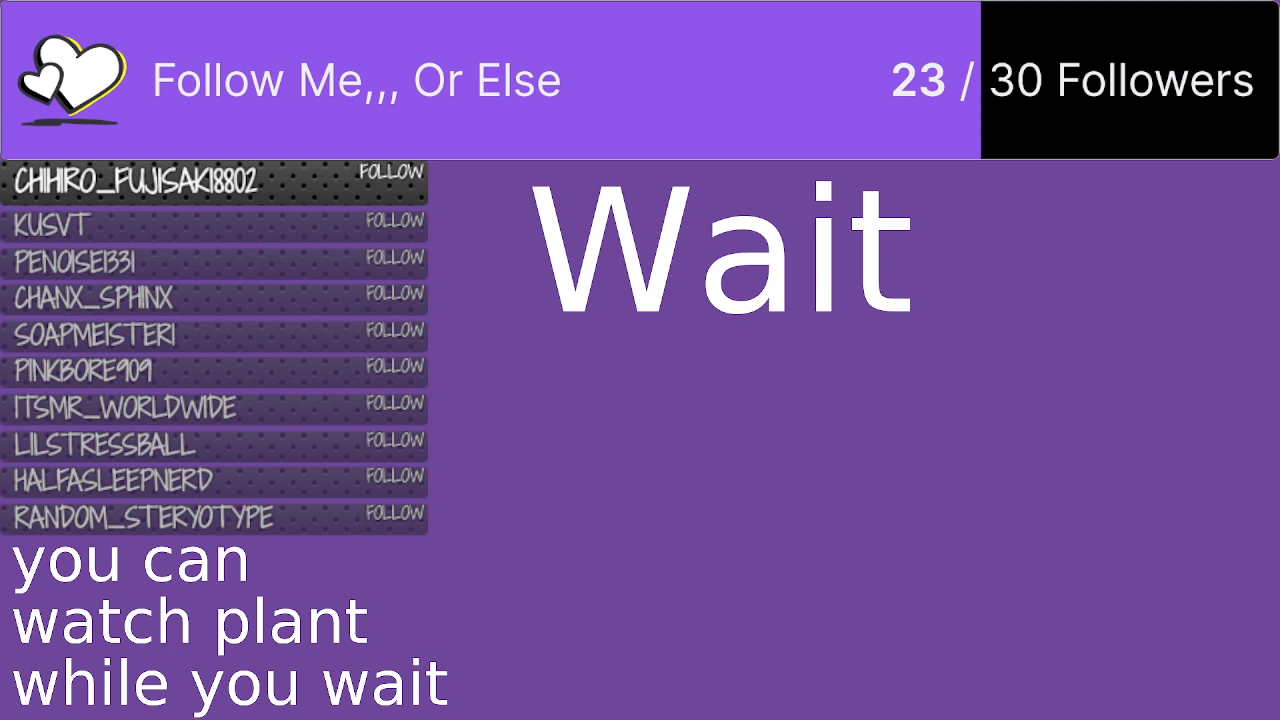 Follow Me,,, Or Else
23 / 30 Followers
CHIHIRO_FUJISAKI8802 FOLLOW
KUSVT FOLLOW
PENOISE1331 FOLLOW
CHANX_SPHINX FOLLOW
SOAPMEISTER1 FOLLOW
PINKBORE909 FOLLOW
ITSMR_WORLDWIDE FOLLOW
LILSTRESSBALL FOLLOW
HALFASLEEPNERD FOLLOW
RANDOM_STERYOTYPE FOLLOW
Wait
you can
watch plant
while you wait